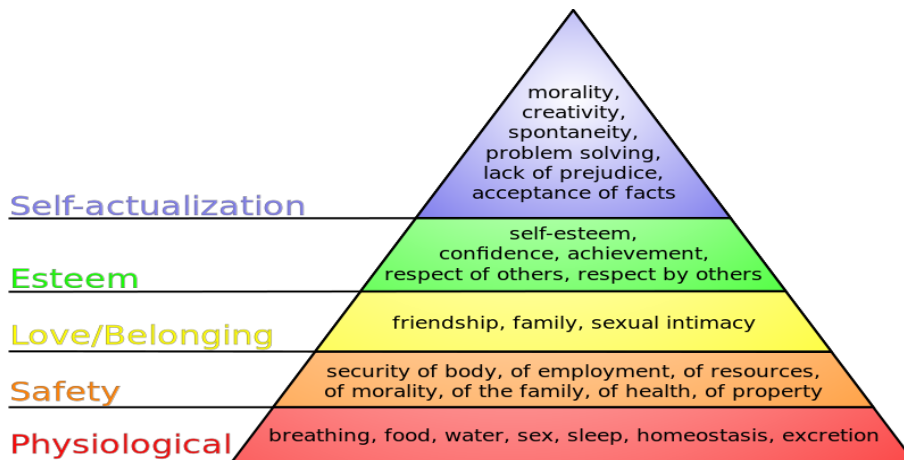 morality,
creativity,
spontaneity,
problem solving,
lack of prejudice,
acceptance of facts
Self-actualization
self-esteem,
confidence, achievement,
respect of others, respect by others
Esteem
friendship, family, sexual intimacy
Love/Belonging
security of body, of employment, of resources,
of morality, of the family, of health, of property
Safety
breathing, food, water, sex, sleep, homeostasis, excretion
Physiological